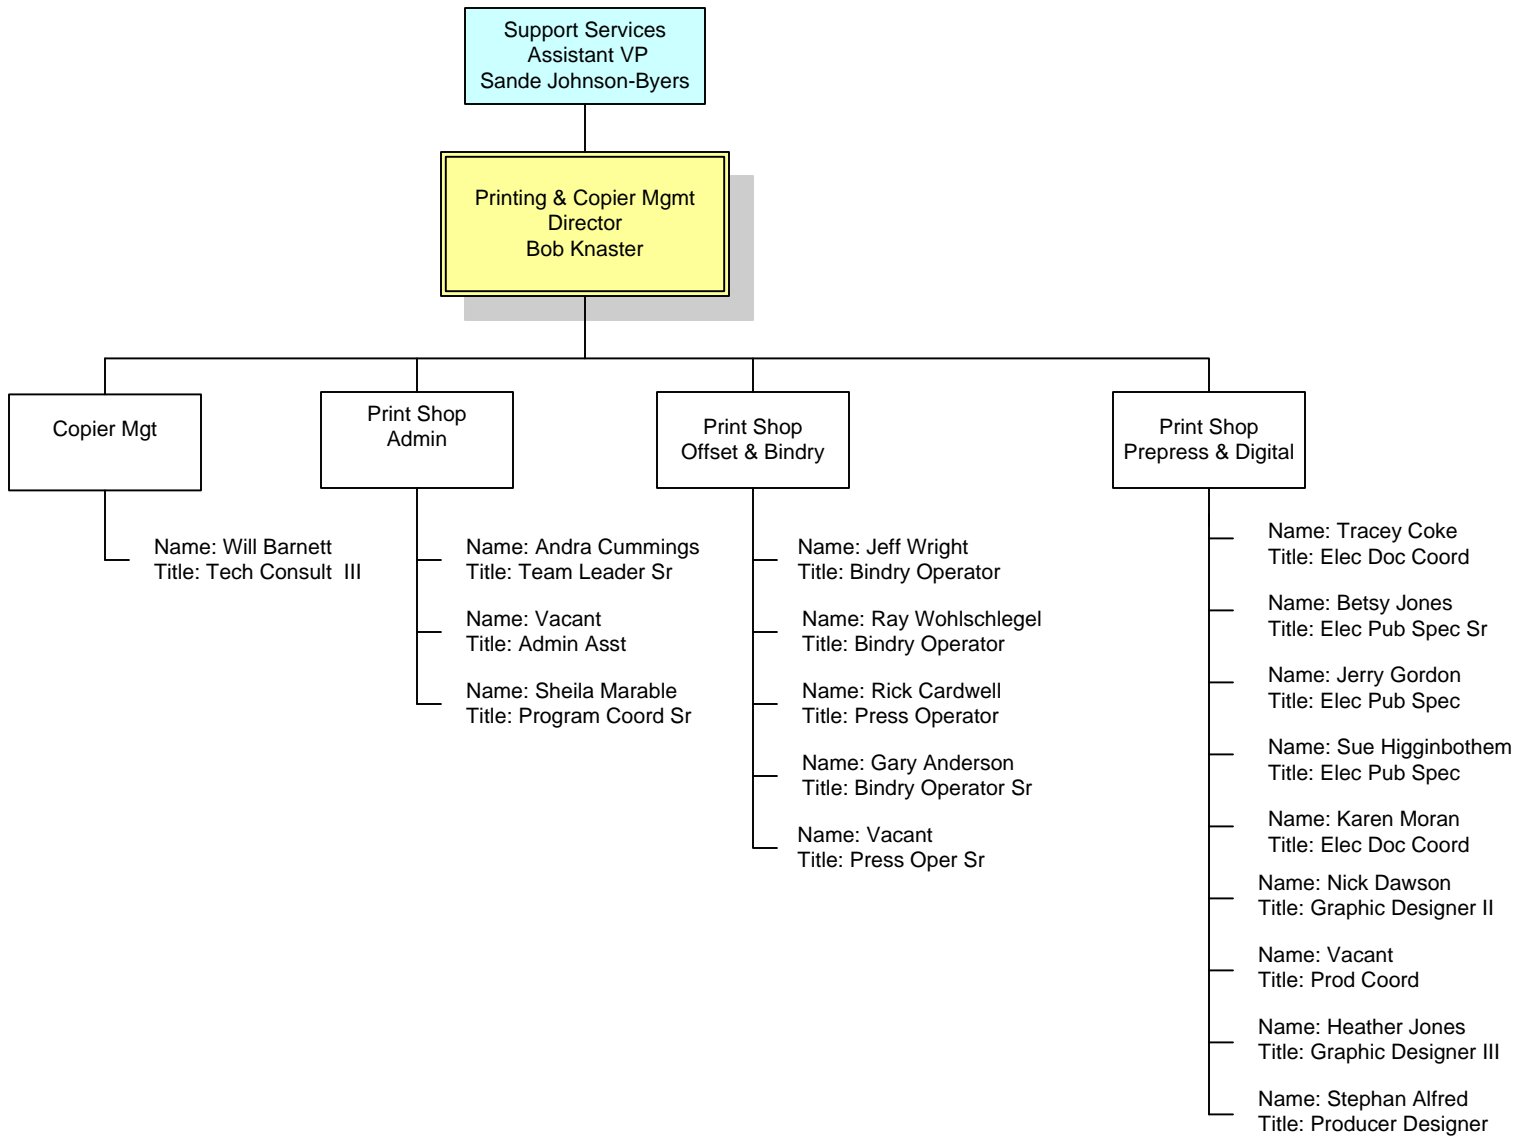 Support Services
Assistant VP
Sande Johnson-Byers
Printing & Copier Mgmt
Director
Bob Knaster
Copier Mgt
Print Shop
Admin
Print Shop
Offset & Bindry
Print Shop
Prepress & Digital
Name: Will Barnett
Title: Tech Consult  III
Name: Andra Cummings
Title: Team Leader Sr
Name: Vacant
Title: Admin Asst
Name: Sheila Marable
Title: Program Coord Sr
Name: Jeff Wright
Title: Bindry Operator
Name: Ray Wohlschlegel
Title: Bindry Operator
Name: Rick Cardwell
Title: Press Operator
Name: Gary Anderson
Title: Bindry Operator Sr
Name: Vacant
Title: Press Oper Sr
Name: Tracey Coke
Title: Elec Doc Coord
Name: Betsy Jones
Title: Elec Pub Spec Sr
Name: Jerry Gordon
Title: Elec Pub Spec
Name: Sue Higginbothem
Title: Elec Pub Spec
Name: Karen Moran
Title: Elec Doc Coord
Name: Nick Dawson
Title: Graphic Designer II
Name: Vacant
Title: Prod Coord
Name: Heather Jones
Title: Graphic Designer III
Name: Stephan Alfred
Title: Producer Designer